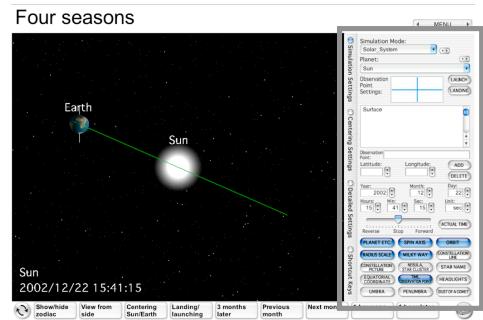 Four seasons
MENU
Earth
Sun
Sun
2002/12/22 15:41:15
Simulation Settings
Centering Settings
Detailed Settings
Shortcut Keys
Simulation Mode:
Solar_System
Planet:
Sun
Observation
Point
Settings:
LAUNCH
LANDING
Surface
Observation
Point:
Latitude:
Longitude:
ADD
DELETE
Year:
Month:
Day:
2002
12
22
Hours:
Min:
Sec:
Unit:
15
41
15
sec
Reverse
Stop
Forward
ACTUAL TIME
PLANET ETC.
SPIN AXIS
ORBIT
RADIUS SCALE
MILKY WAY
CONSTELLATION
LINE
CONSTELLATION
PICTURE
NEBULA,
STAR CLUSTER
STAR NAME
EQUATORIAL
COORDINATE
TIME
OBSERVATION POINT
HEADLIGHTS
UMBRA
PENUMBRA
DUST OF A COMET
Show/hide
zodiac
View from
side
Centering
Sun/Earth
Landing/
launching
3 months
later
Previous
month
Next mon